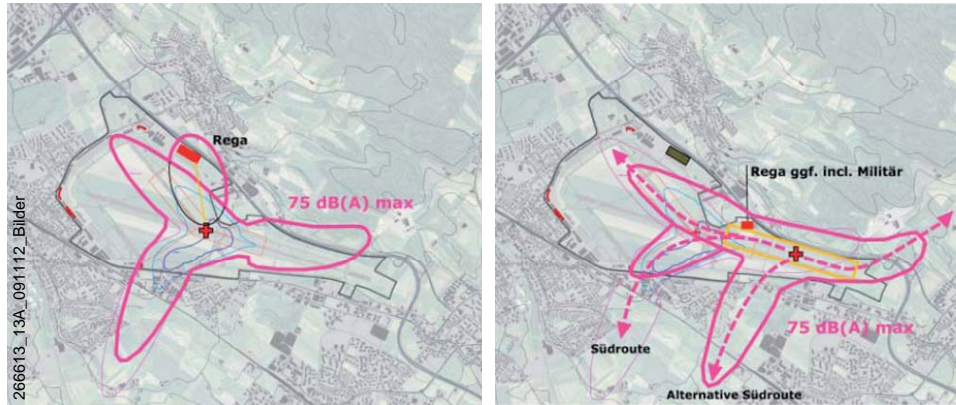 266613_13A_091112_Bilder
Rega
75 dB(A) max
Rega ggf. incl. Militär
75 dB(A) max
Südroute
Alternative Südroute